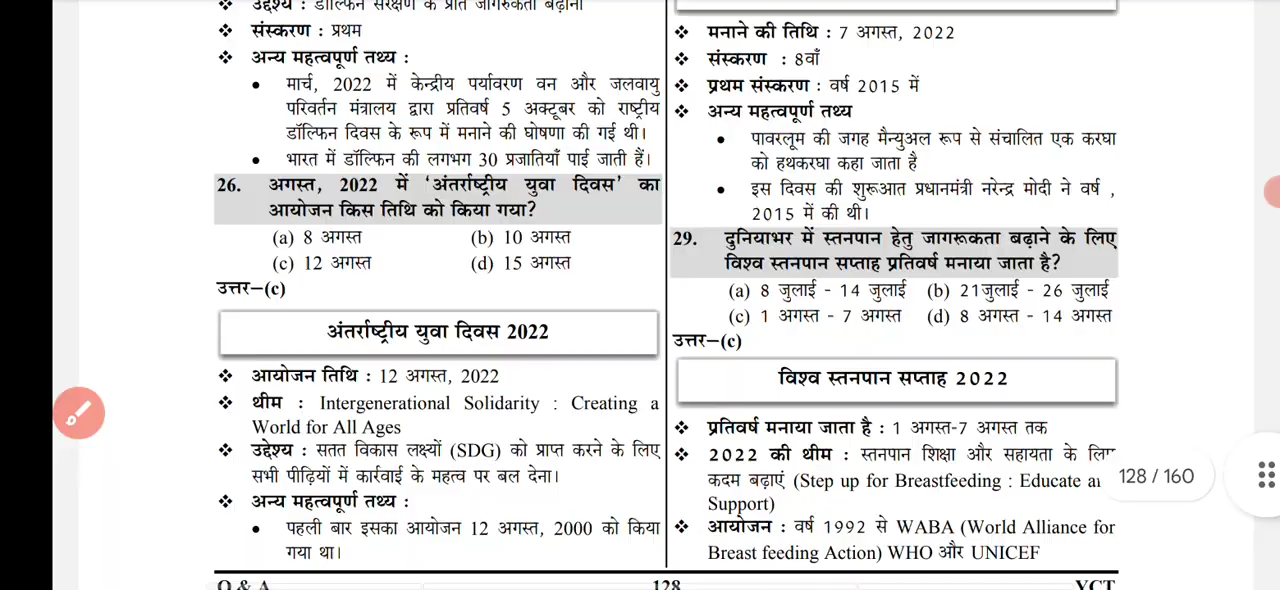 ❖ उद्देश्य : डॉल्फिन संरक्षण के प्रति जागरुकता बढ़ाना
❖ संस्करण : प्रथम
❖ अन्य महत्वपूर्ण तथ्य :
• मार्च, 2022 में केन्द्रीय पर्यावरण वन और जलवायु
परिवर्तन मंत्रालय द्वारा प्रतिवर्ष 5 अक्टूबर को राष्ट्रीय
डॉल्फिन दिवस के रूप में मनाने की घोषणा की गई थी।
• भारत में डॉल्फिन की लगभग 30 प्रजातियाँ पाई जाती हैं।
26. अगस्त, 2022 में ‘अंतर्राष्ट्रीय युवा दिवस’ का
आयोजन किस तिथि को किया गया?
(a) 8 अगस्त (b) 10 अगस्त
(c) 12 अगस्त (d) 15 अगस्त
उत्तर–(c)
अंतर्राष्ट्रीय युवा दिवस 2022
❖ आयोजन तिथि : 12 अगस्त, 2022
❖ थीम : Intergenerational Solidarity : Creating a
World for All Ages
❖ उद्देश्य : सतत विकास लक्ष्यों (SDG) को प्राप्त करने के लिए
सभी पीढ़ियों में कार्रवाई के महत्व पर बल देना।
❖ अन्य महत्वपूर्ण तथ्य :
• पहली बार इसका आयोजन 12 अगस्त, 2000 को किया
गया था।
❖ मनाने की तिथि : 7 अगस्त, 2022
❖ संस्करण : 8वाँ
❖ प्रथम संस्करण : वर्ष 2015 में
❖ अन्य महत्वपूर्ण तथ्य
• पावरलूम की जगह मैन्युअल रूप से संचालित एक करघा
को हथकरघा कहा जाता है
• इस दिवस की शुरूआत प्रधानमंत्री नरेन्द्र मोदी ने वर्ष ,
2015 में की थी।
29. दुनियाभर में स्तनपान हेतु जागरूकता बढ़ाने के लिए
विश्व स्तनपान सप्ताह प्रतिवर्ष मनाया जाता है?
(a) 8 जुलाई - 14 जुलाई (b) 21जुलाई - 26 जुलाई
(c) 1 अगस्त - 7 अगस्त (d) 8 अगस्त - 14 अगस्त
उत्तर–(c)
विश्व स्तनपान सप्ताह 2022
❖ प्रतिवर्ष मनाया जाता है : 1 अगस्त-7 अगस्त तक
❖ 2022 की थीम : स्तनपान शिक्षा और सहायता के लिए
कदम बढ़ाएं (Step up for Breastfeeding : Educate
Support)
❖ आयोजन : वर्ष 1992 से WABA (World Alliance for
Breast feeding Action) WHO और UNICEF
128 / 160
Q & A 128 YCT